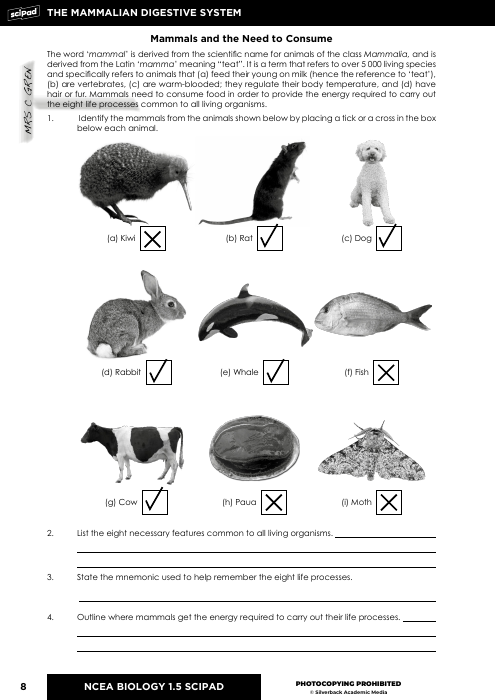 scipad THE MAMMALIAN DIGESTIVE SYSTEM
Mammals and the Need to Consume
The word 'mammal' is derived from the scientific name for animals of the class Mammalia, and is
derived from the Latin 'mamma' meaning "teat". It is a term that refers to over 5 000 living species
and specifically refers to animals that (a) feed their young on milk (hence the reference to 'teat'),
(b) are vertebrates, (c) are warm-blooded; they regulate their body temperature, and (d) have
hair or fur. Mammals need to consume food in order to provide the energy required to carry out
the eight life processes common to all living organisms.
MRS C GREN
1. Identify the mammals from the animals shown below by placing a tick or a cross in the box
below each animal.
(a) Kiwi (b) Rat (c) Dog
(d) Rabbit (e) Whale (f) Fish
(g) Cow (h) Paua (i) Moth
2. List the eight necessary features common to all living organisms.
3. State the mnemonic used to help remember the eight life processes.
4. Outline where mammals get the energy required to carry out their life processes.
8 NCEA BIOLOGY 1.5 SCIPAD PHOTOCOPYING PROHIBITED
© Silverback Academic Media